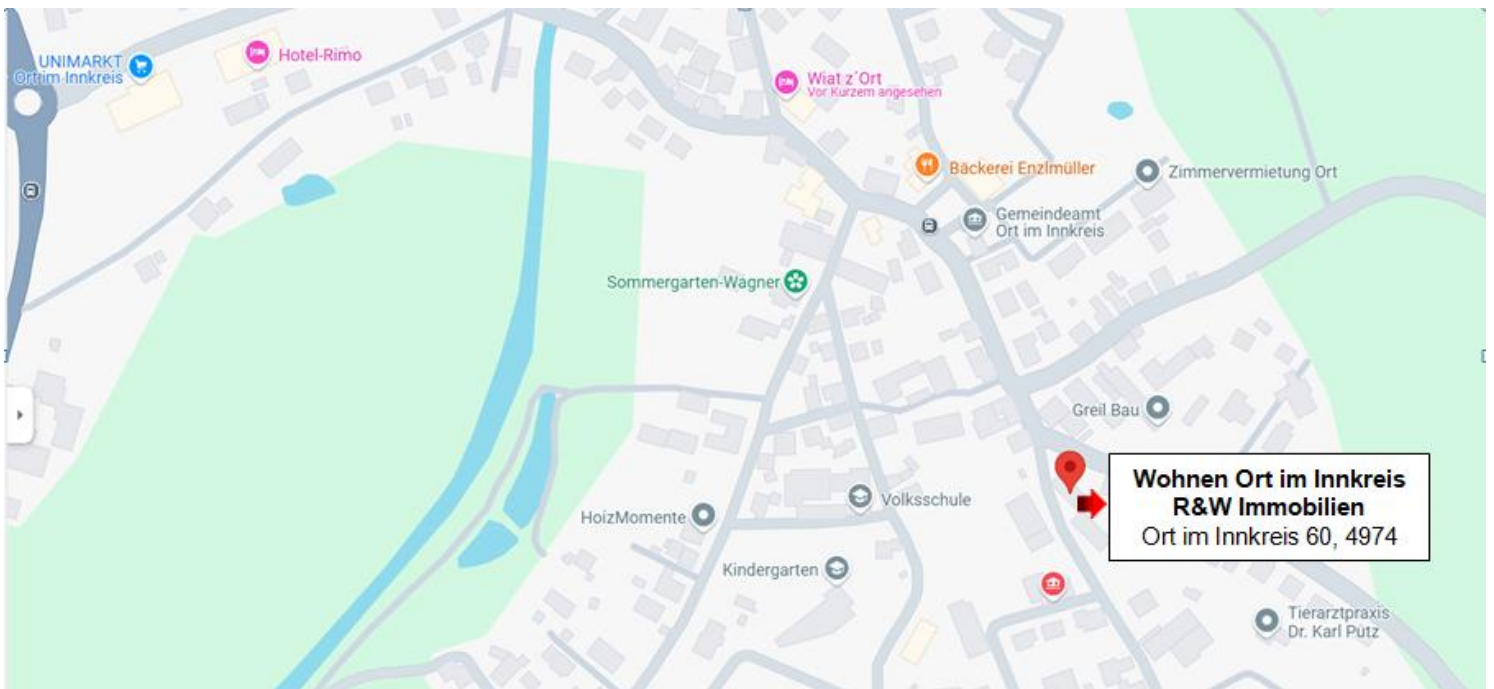 UNIMARKT
Ort im Innkreis
Hotel-Rimo
Wiat z´Ort
Vor Kurzem angesehen
Bäckerei Enzlmüller
Zimmervermietung Ort
Gemeindeamt
Ort im Innkreis
Sommergarten-Wagner
Greil Bau
Wohnen Ort im Innkreis
R&W Immobilien
Ort im Innkreis 60, 4974
Volksschule
HoizMomente
Kindergarten
Tierarztpraxis
Dr. Karl Pütz